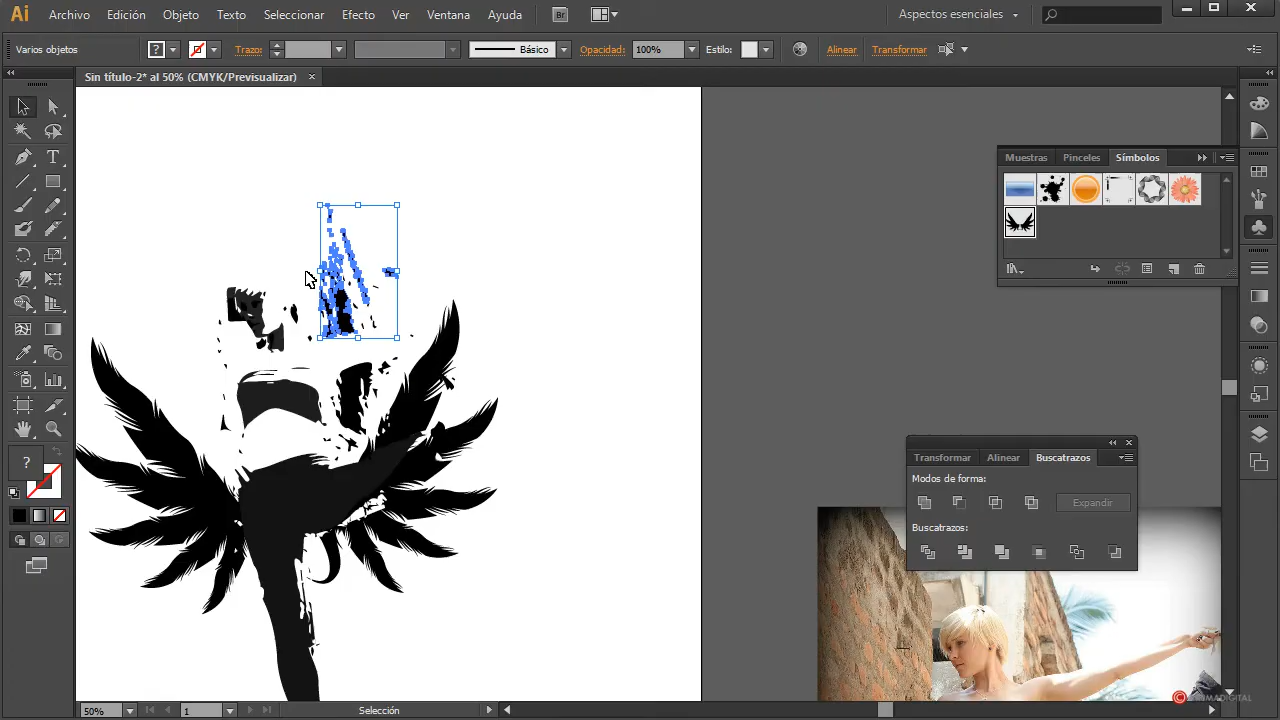 Ai Archivo Edición Objeto Texto Seleccionar Efecto Ver Ventana Ayuda Br Aspectos esenciales
Varios objetos ? Trazo: Básico Opacidad: 100% Estilo: Alinear Transformar
Sin título-2* al 50% (CMYK/Previsualizar)
Muestras Pinceles Símbolos
Transformar Alinear Buscatrazos
Modos de forma:
Expandir
Buscatrazos:
?
50% 1 Selección